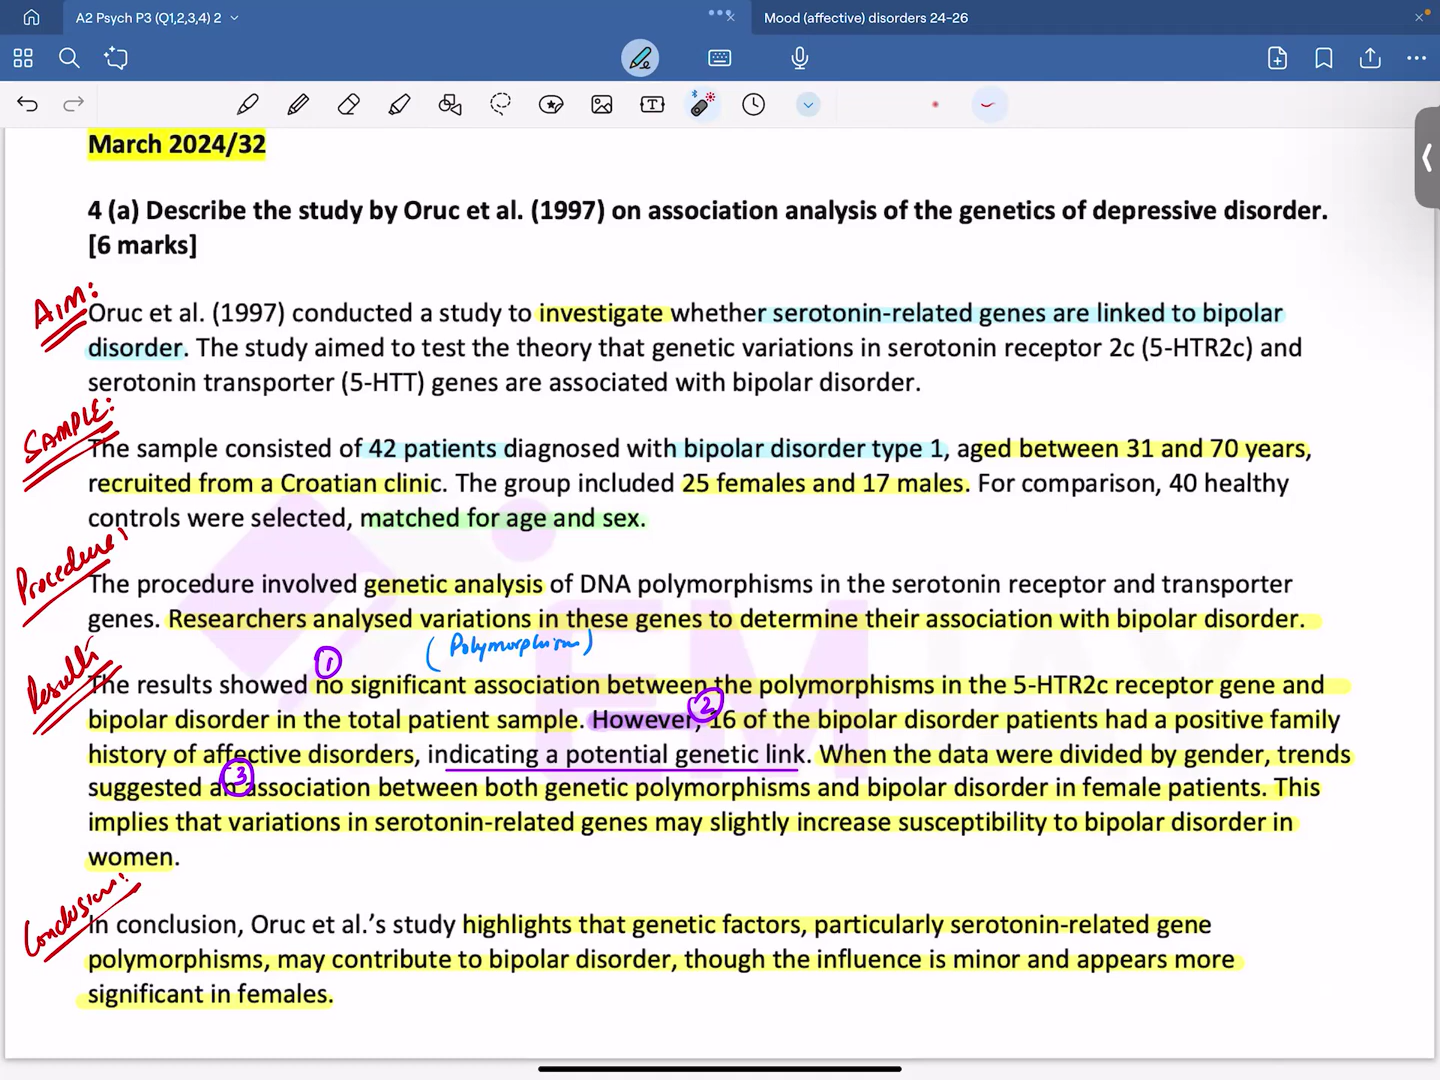 A2 Psych P3 (Q1,2,3,4) 2
Mood (affective) disorders 24-26
March 2024/32
4 (a) Describe the study by Oruc et al. (1997) on association analysis of the genetics of depressive disorder.
[6 marks]
Aim:
Oruc et al. (1997) conducted a study to investigate whether serotonin-related genes are linked to bipolar
disorder. The study aimed to test the theory that genetic variations in serotonin receptor 2c (5-HTR2c) and
serotonin transporter (5-HTT) genes are associated with bipolar disorder.
SAMPLE:
The sample consisted of 42 patients diagnosed with bipolar disorder type 1, aged between 31 and 70 years,
recruited from a Croatian clinic. The group included 25 females and 17 males. For comparison, 40 healthy
controls were selected, matched for age and sex.
Procedure:
The procedure involved genetic analysis of DNA polymorphisms in the serotonin receptor and transporter
genes. Researchers analysed variations in these genes to determine their association with bipolar disorder.
(Polymorphism)
Results
1
The results showed no significant association between the polymorphisms in the 5-HTR2c receptor gene and
2
bipolar disorder in the total patient sample. However, 16 of the bipolar disorder patients had a positive family
history of affective disorders, indicating a potential genetic link. When the data were divided by gender, trends
3
suggested an association between both genetic polymorphisms and bipolar disorder in female patients. This
implies that variations in serotonin-related genes may slightly increase susceptibility to bipolar disorder in
women.
Conclusion:
In conclusion, Oruc et al.’s study highlights that genetic factors, particularly serotonin-related gene
polymorphisms, may contribute to bipolar disorder, though the influence is minor and appears more
significant in females.